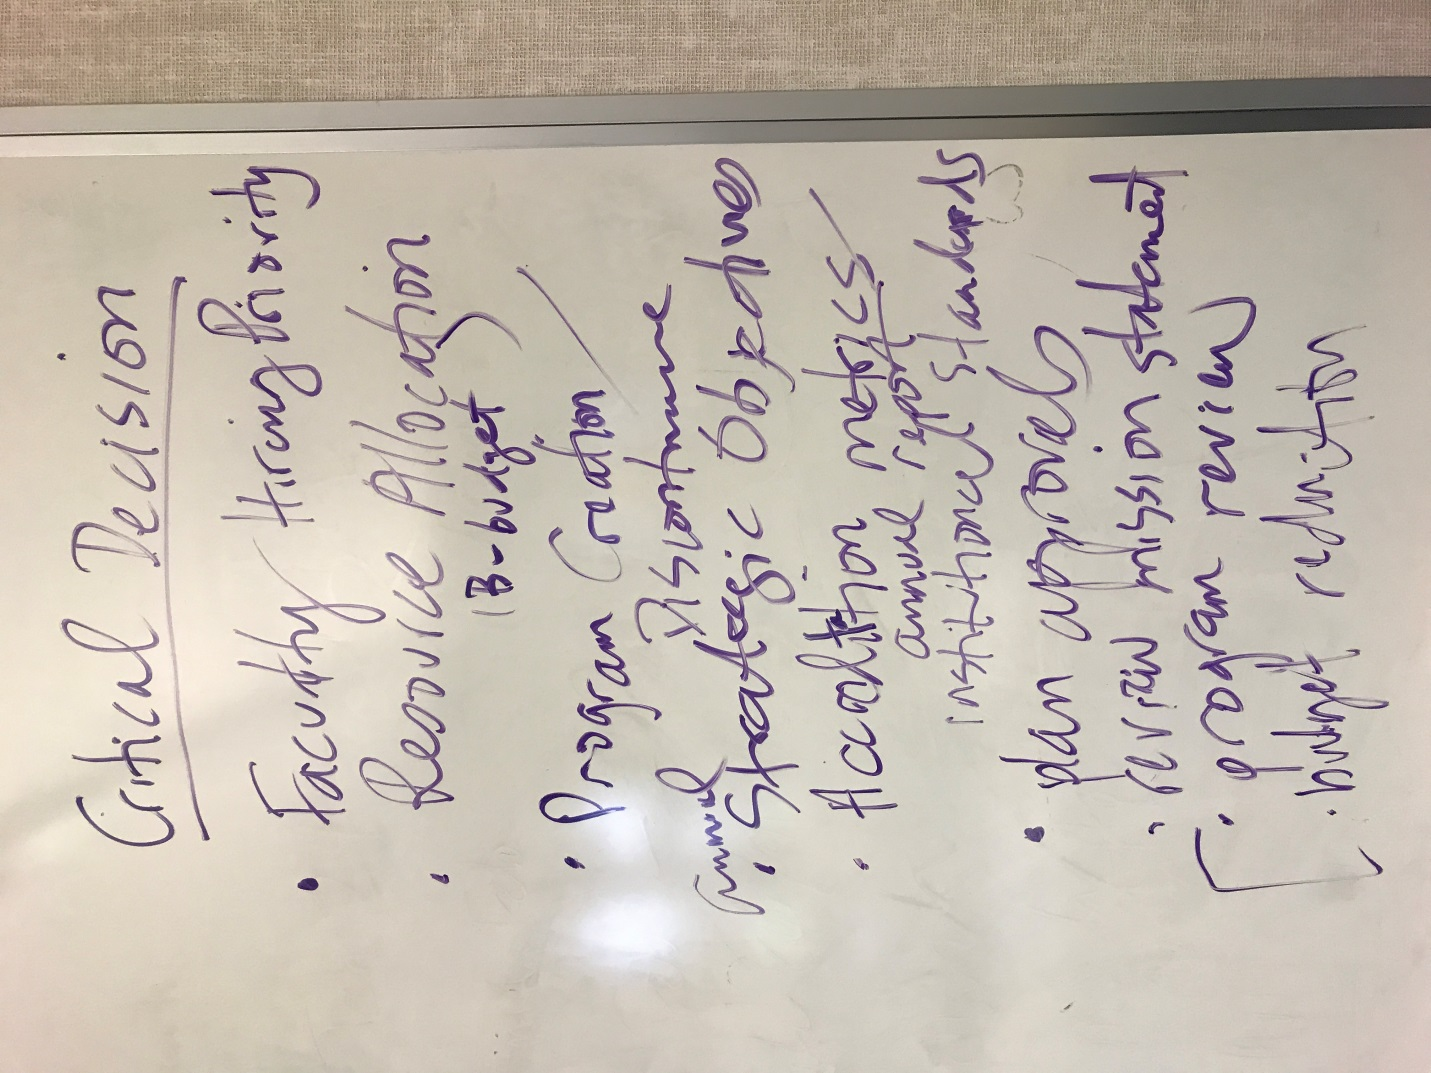 Critical Decision
• Faculty Hiring Priority
• Resource Allocation
IB-budget
• Program Creation /
Discontinue
Annual
• Strategic Objectives
• Accreditation metrics /
annual report
institutional standards
• plan approval
• review mission statement
• program review
• budget reduction